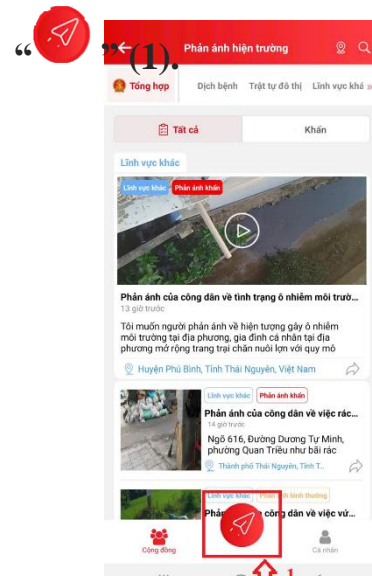 “ ” (1).
Phản ánh hiện trường
Tổng hợp Dịch bệnh Trật tự đô thị Lĩnh vực khá »
Tất cả Khẩn
Lĩnh vực khác
Lĩnh vực khác Phản ánh khẩn
Phản ánh của công dân về tình trạng ô nhiễm môi trườ...
13 giờ trước
Tôi muốn người phản ánh về hiện tượng gây ô nhiễm
môi trường tại địa phương, gia đình cá nhân tại địa
phương mở rộng trang trại chăn nuôi lợn với quy mô
Huyện Phú Bình, Tỉnh Thái Nguyên, Việt Nam
Lĩnh vực khác Phản ánh khẩn
Phản ánh của công dân về việc rác...
14 giờ trước
Ngõ 616, Đường Dương Tự Minh,
phường Quan Triều như bãi rác
Thành phố Thái Nguyên, Tỉnh T..
Lĩnh vực khác Phản ánh bình thường
Phản công dân về việc vứ...
Cộng đồng Cá nhân
1